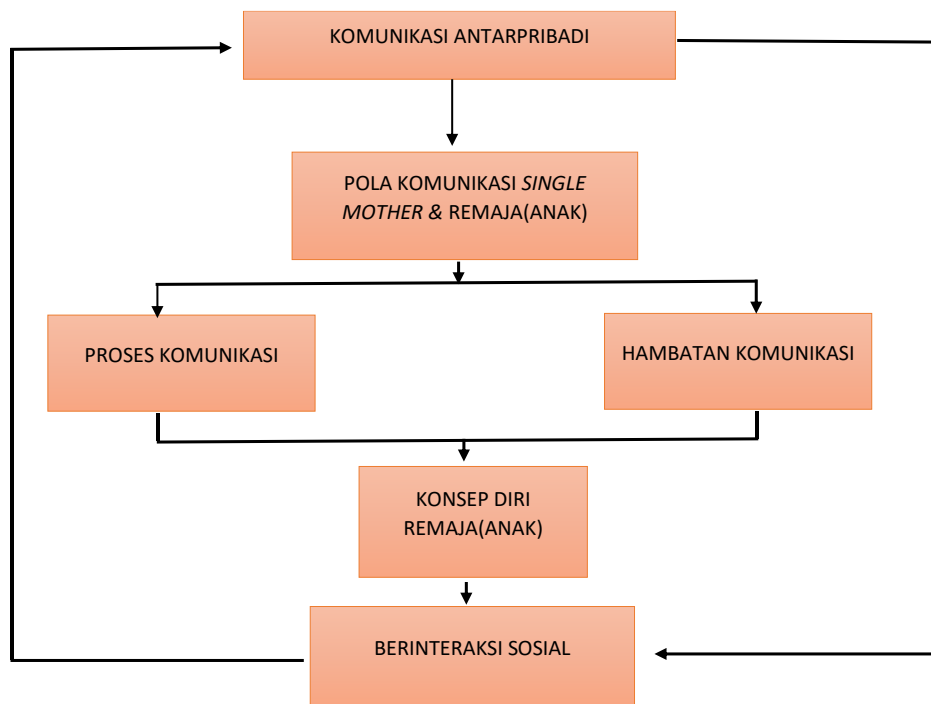 KOMUNIKASI ANTARPRIBADI
POLA KOMUNIKASI SINGLE
MOTHER & REMAJA(ANAK)
PROSES KOMUNIKASI
HAMBATAN KOMUNIKASI
KONSEP DIRI
REMAJA(ANAK)
BERINTERAKSI SOSIAL